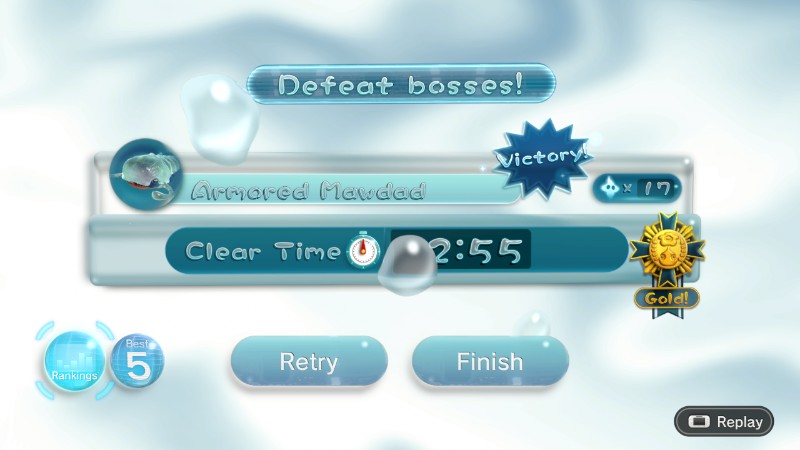 Defeat bosses!
Victory!
Armored Mawdad
× 17
Clear Time
2:55
Gold!
Rankings
Best
5
Retry
Finish
Replay